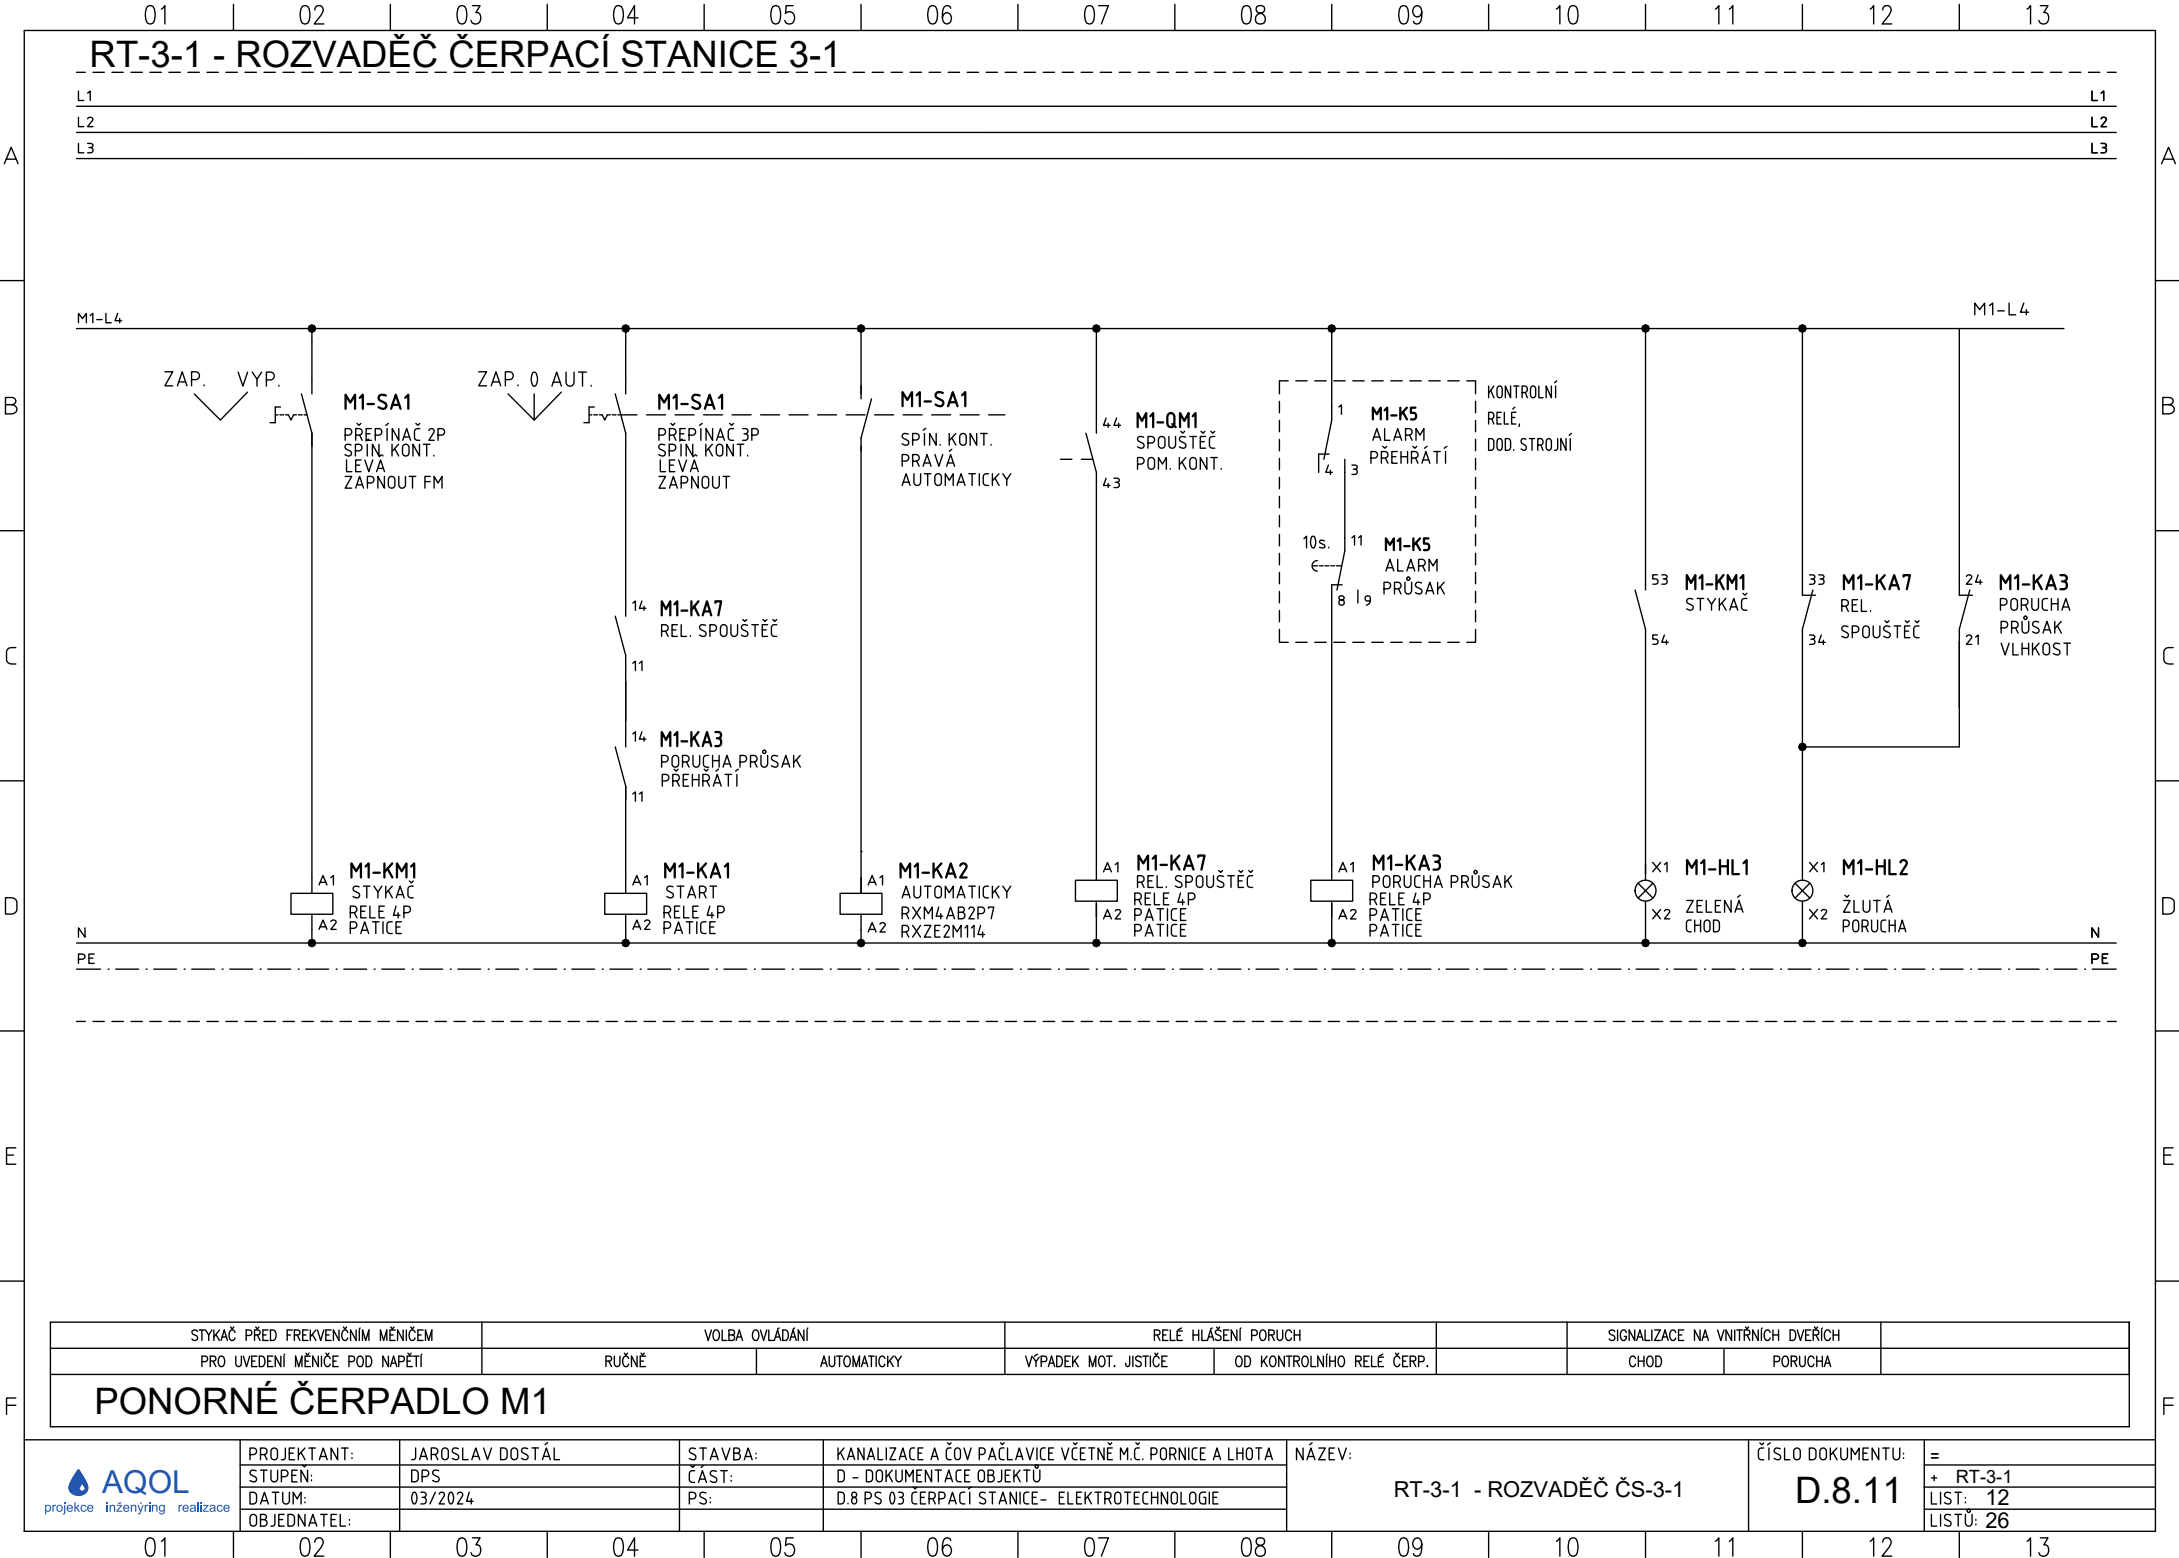 01 02 03 04 05 06 07 08 09 10 11 12 13
RT-3-1 - ROZVADĚČ ČERPACÍ STANICE 3-1
L1 L1
L2 L2
L3 L3
A A
M1-L4 M1-L4
B B
ZAP. VYP.
M1-SA1
PŘEPÍNAČ 2P
SPÍN. KONT.
LEVÁ
ZAPNOUT FM
ZAP. 0 AUT.
M1-SA1
PŘEPÍNAČ 3P
SPÍN. KONT.
LEVÁ
ZAPNOUT
M1-SA1
SPÍN. KONT.
PRAVÁ
AUTOMATICKY
44 M1-QM1
SPOUŠTĚČ
POM. KONT.
43
1 M1-K5
ALARM
PŘEHŘÁTÍ
4 3
KONTROLNÍ
RELÉ,
DOD. STROJNÍ
10s. 11 M1-K5
ALARM
PRŮSAK
8 9
C C
14 M1-KA7
REL. SPOUŠTĚČ
11
14 M1-KA3
PORUCHA PRŮSAK
PŘEHŘÁTÍ
11
53 M1-KM1
STYKAČ
54
33 M1-KA7
REL.
SPOUŠTĚČ
34
24 M1-KA3
PORUCHA
PRŮSAK
VLHKOST
21
D D
A1 M1-KM1
STYKAČ
RELE 4P
A2 PATICE
A1 M1-KA1
START
RELE 4P
A2 PATICE
A1 M1-KA2
AUTOMATICKY
RXM4AB2P7
A2 RXZE2M114
A1 M1-KA7
REL. SPOUŠTĚČ
RELE 4P
A2 PATICE
PATICE
A1 M1-KA3
PORUCHA PRŮSAK
RELE 4P
A2 PATICE
PATICE
X1 M1-HL1
ZELENÁ
X2 CHOD
X1 M1-HL2
ŽLUTÁ
X2 PORUCHA
N N
PE PE
E E
STYKAČ PŘED FREKVENČNÍM MĚNIČEM VOLBA OVLÁDÁNÍ RELÉ HLÁŠENÍ PORUCH SIGNALIZACE NA VNITŘNÍCH DVEŘÍCH
PRO UVEDENÍ MĚNIČE POD NAPĚTÍ RUČNĚ AUTOMATICKY VÝPADEK MOT. JISTIČE OD KONTROLNÍHO RELÉ ČERP. CHOD PORUCHA
F F
PONORNÉ ČERPADLO M1
AQOL
projekce inženýring realizace
PROJEKTANT: JAROSLAV DOSTÁL
STUPEŇ: DPS
DATUM: 03/2024
OBJEDNATEL:
STAVBA: KANALIZACE A ČOV PAČLAVICE VČETNĚ M.Č. PORNICE A LHOTA
ČÁST: D - DOKUMENTACE OBJEKTŮ
PS: D.8 PS 03 ČERPACÍ STANICE- ELEKTROTECHNOLOGIE
NÁZEV:
RT-3-1 - ROZVADĚČ ČS-3-1
ČÍSLO DOKUMENTU:
D.8.11
=
+ RT-3-1
LIST: 12
LISTŮ: 26
01 02 03 04 05 06 07 08 09 10 11 12 13